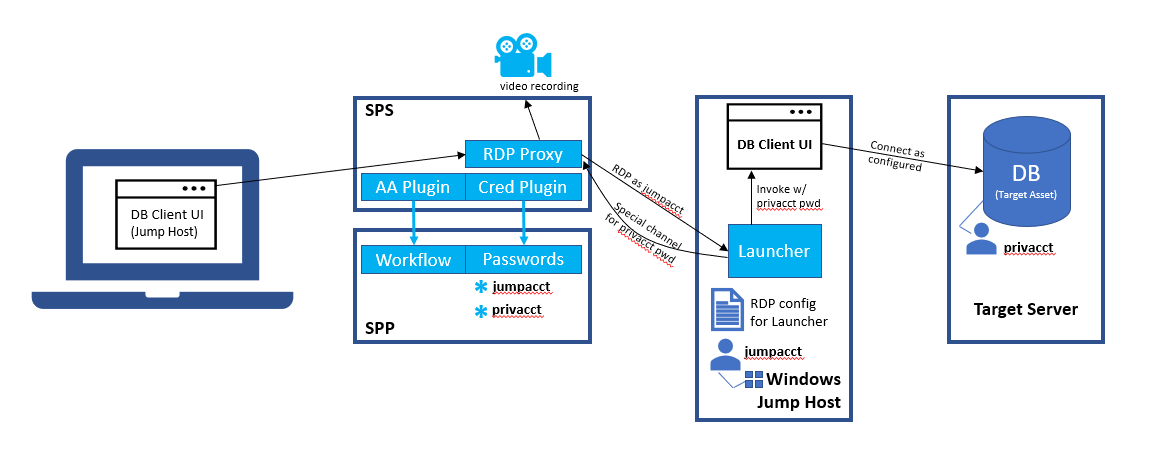 video recording
SPS
RDP Proxy
AA Plugin
Cred Plugin
DB Client UI
(Jump Host)
Workflow
Passwords
jumpacct
privacct
SPP
RDP as jumpacct
Special channel
for privacct pwd
DB Client UI
Invoke w/
privacct pwd
Launcher
RDP config
for Launcher
jumpacct
Windows
Jump Host
Connect as
configured
DB
(Target Asset)
privacct
Target Server